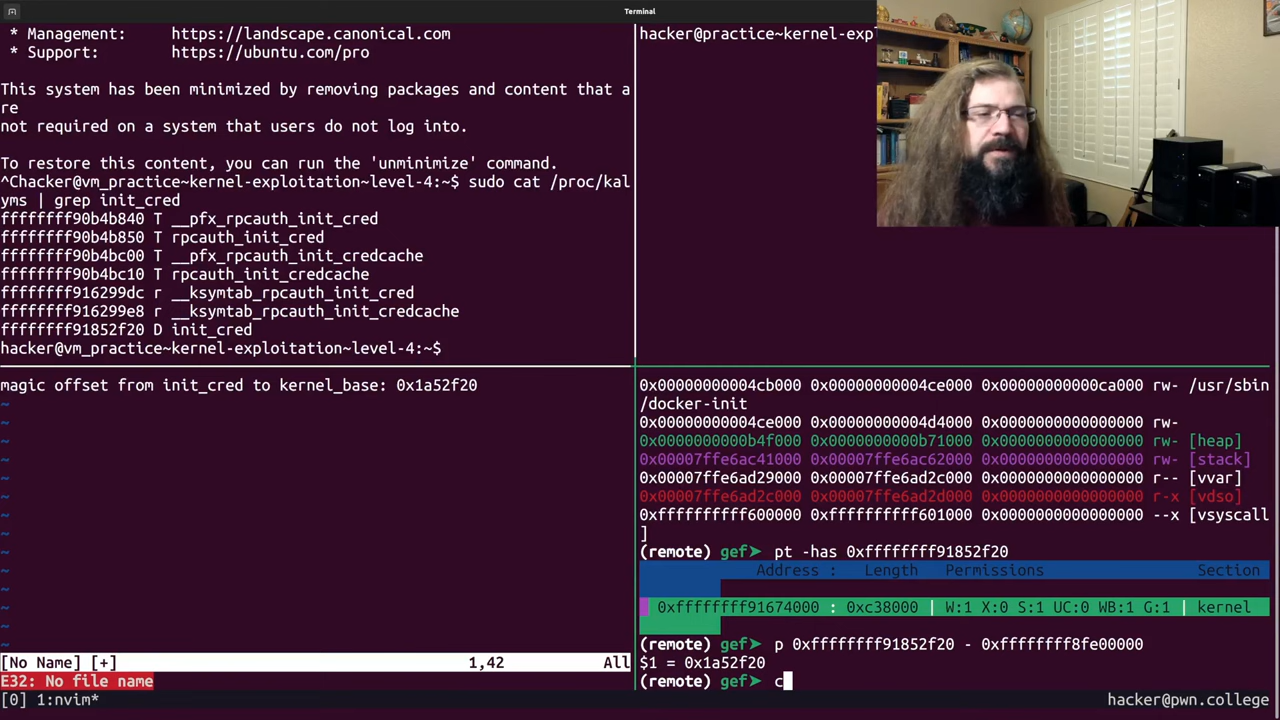 Terminal
* Management:     https://landscape.canonical.com
* Support:        https://ubuntu.com/pro
This system has been minimized by removing packages and content that a
re
not required on a system that users do not log into.
To restore this content, you can run the 'unminimize' command.
^Chacker@vm_practice~kernel-exploitation~level-4:~$ sudo cat /proc/kal
yms | grep init_cred
ffffffff90b4b840 T __pfx_rpcauth_init_cred
ffffffff90b4b850 T rpcauth_init_cred
ffffffff90b4bc00 T __pfx_rpcauth_init_credcache
ffffffff90b4bc10 T rpcauth_init_credcache
ffffffff916299dc r __ksymtab_rpcauth_init_cred
ffffffff916299e8 r __ksymtab_rpcauth_init_credcache
ffffffff91852f20 D init_cred
hacker@vm_practice~kernel-exploitation~level-4:~$
hacker@practice~kernel-exp
magic offset from init_cred to kernel_base: 0x1a52f20
~
~
~
~
~
~
~
~
~
~
~
~
~
~
[No Name] [+]                                     1,42           All
E32: No file name
0x00000000004cb000 0x00000000004ce000 0x00000000000ca000 rw- /usr/sbin
/docker-init
0x00000000004ce000 0x00000000004d4000 0x0000000000000000 rw-
0x0000000000b4f000 0x0000000000b71000 0x0000000000000000 rw- [heap]
0x00007ffe6ac41000 0x00007ffe6ac62000 0x0000000000000000 rw- [stack]
0x00007ffe6ad29000 0x00007ffe6ad2c000 0x0000000000000000 r-- [vvar]
0x00007ffe6ad2c000 0x00007ffe6ad2d000 0x0000000000000000 r-x [vdso]
0xffffffffff600000 0xffffffffff601000 0x0000000000000000 --x [vsyscall
]
(remote) gef➤  pt -has 0xffffffff91852f20
Address :   Length   Permissions                 Section
0xffffffff91674000 : 0xc38000 | W:1 X:0 S:1 UC:0 WB:1 G:1 | kernel
(remote) gef➤  p 0xffffffff91852f20 - 0xffffffff8fe00000
$1 = 0x1a52f20
(remote) gef➤  c
[0] 1:nvim*                                     hacker@pwn.college